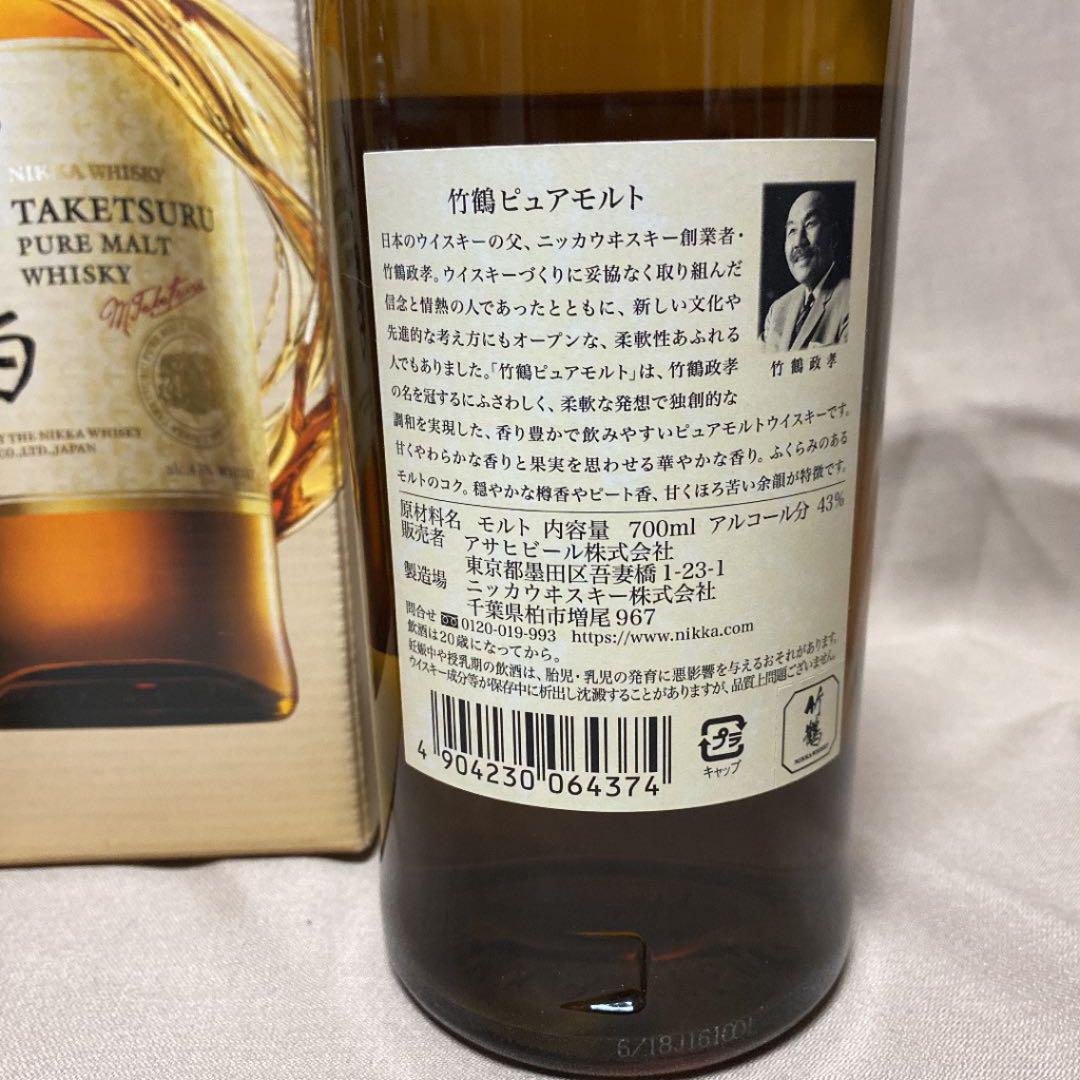 NIKKA WHISKY
TAKETSURU
PURE MALT
WHISKY
THE NIKKA WHISKY
CO.,LTD.,JAPAN
竹鶴ピュアモルト
日本のウイスキーの父、ニッカウヰスキー創業者・
竹鶴政孝。ウイスキーづくりに妥協なく取り組んだ
信念と情熱の人であったとともに、新しい文化や
先進的な考え方にもオープンな、柔軟性あふれる
人でもありました。「竹鶴ピュアモルト」は、竹鶴政孝
の名を冠するにふさわしく、柔軟な発想で独創的な
調和を実現した、香り豊かで飲みやすいピュアモルトウイスキーです。
甘くやわらかな香りと果実を思わせる華やかな香り。ふくらみのある
モルトのコク。穏やかな樽香やピート香、甘くほろ苦い余韻が特徴です。
竹鶴政孝
原材料名 モルト 内容量 700ml アルコール分 43%
販売者 アサヒビール株式会社
東京都墨田区吾妻橋1-23-1
製造場 ニッカウヰスキー株式会社
千葉県柏市増尾967
問合せ 0120-019-993 https://www.nikka.com
飲酒は20歳になってから。
妊娠中や授乳期の飲酒は、胎児・乳児の発育に悪影響を与えるおそれがあります。
ウイスキー成分等が保存中に析出し沈澱することがありますが、品質上問題ございません。
4 904230 064374
プラ
キャップ
竹鶴
NIKKA WHISKY